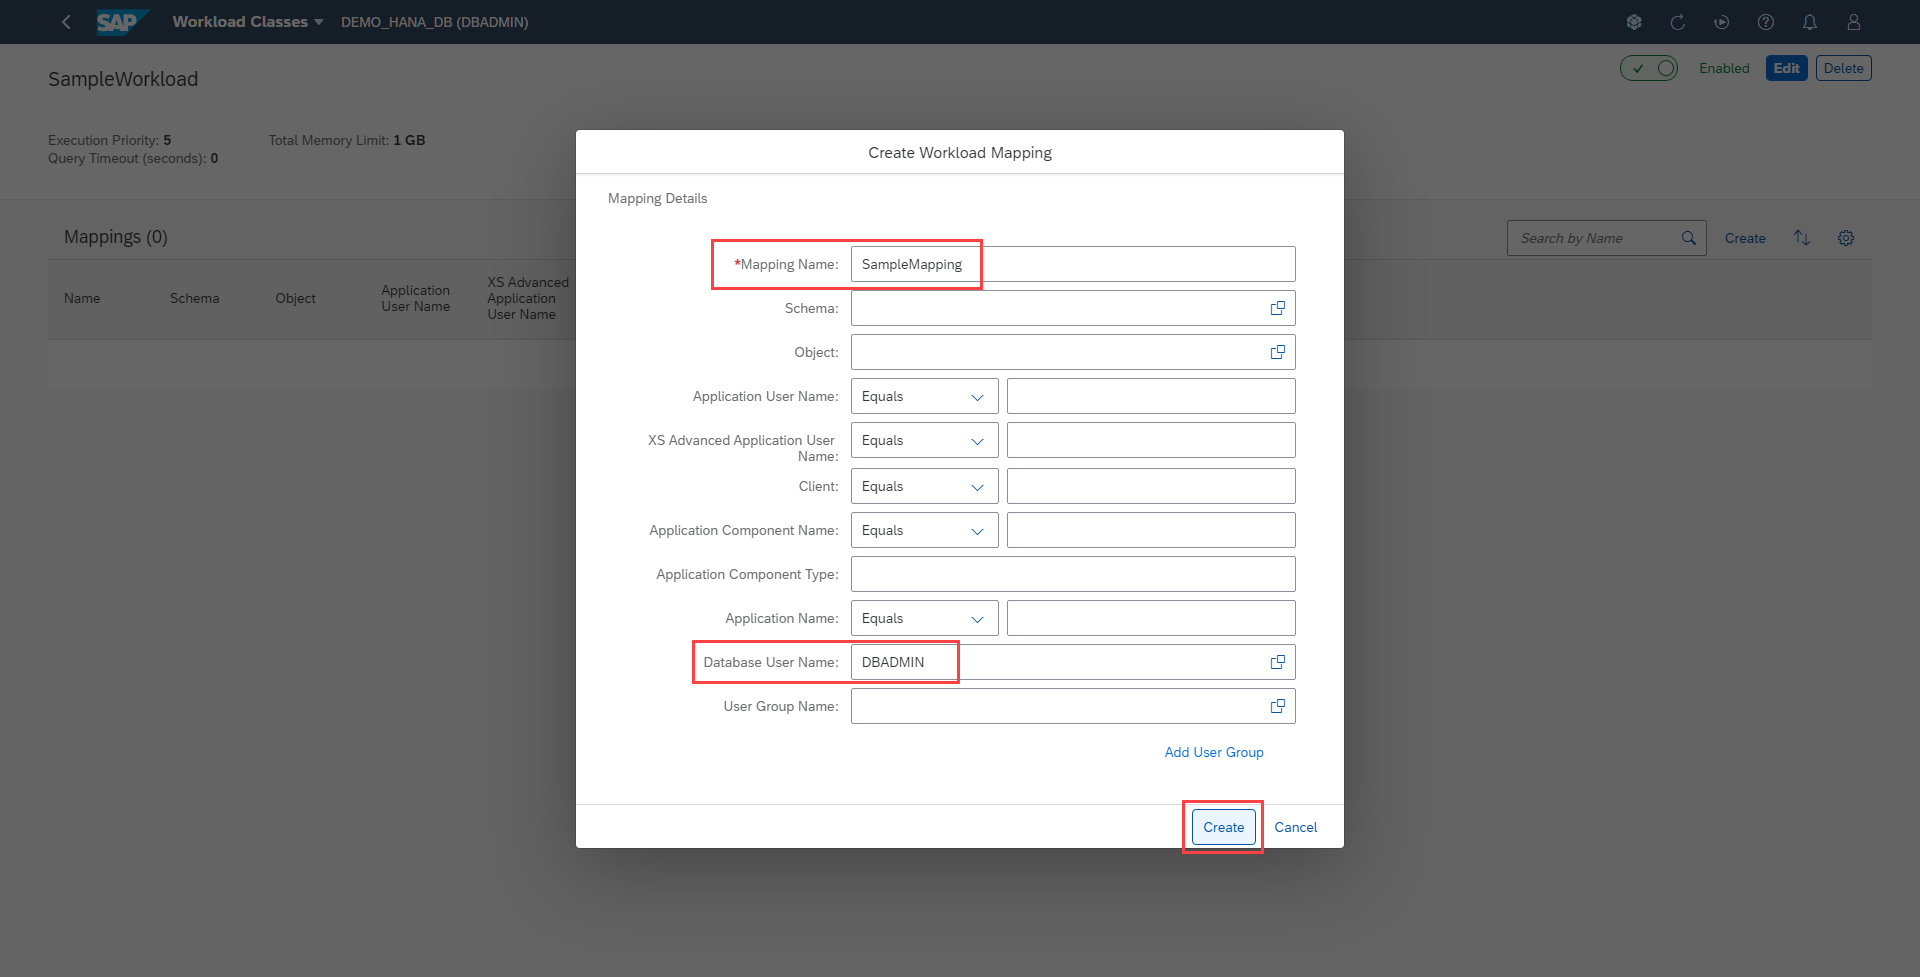 SAP Workload Classes DEMO_HANA_DB (DBADMIN)
SampleWorkload
Enabled Edit Delete
Execution Priority: 5 Total Memory Limit: 1 GB
Query Timeout (seconds): 0
Mappings (0)
Search by Name Create
Name Schema Object Application User Name XS Advanced Application User Name
Create Workload Mapping
Mapping Details
*Mapping Name: SampleMapping
Schema:
Object:
Application User Name: Equals
XS Advanced Application User
Name: Equals
Client: Equals
Application Component Name: Equals
Application Component Type:
Application Name: Equals
Database User Name: DBADMIN
User Group Name:
Add User Group
Create Cancel